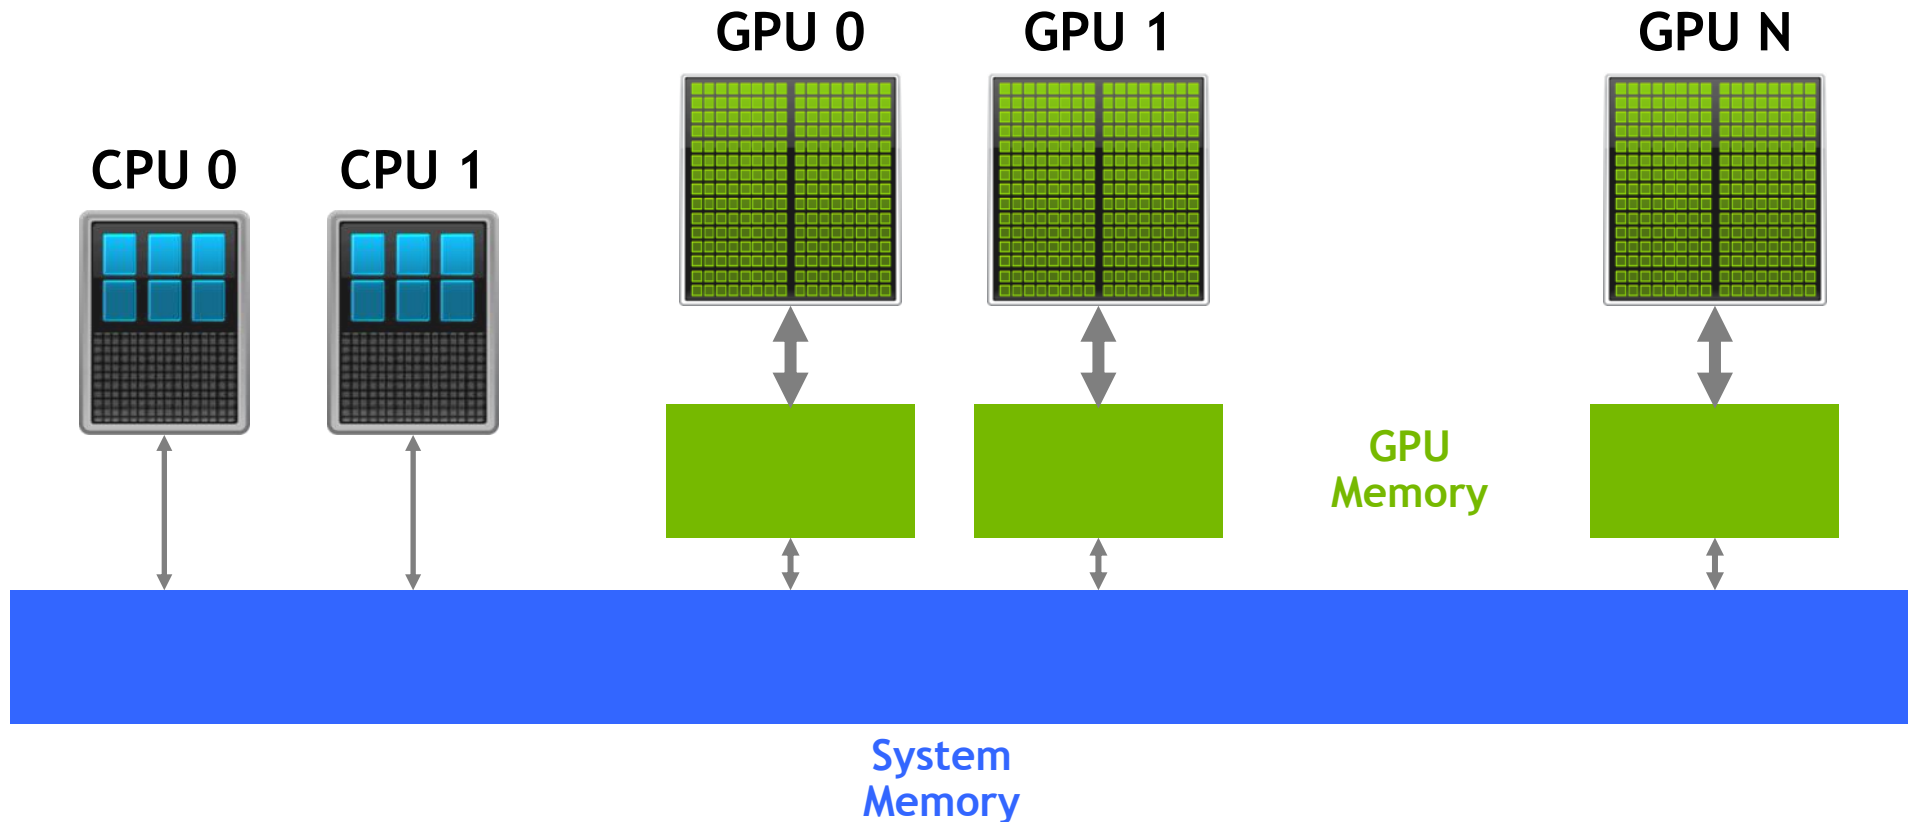 GPU 0
GPU 1
GPU N
CPU 0
CPU 1
GPU
Memory
System
Memory